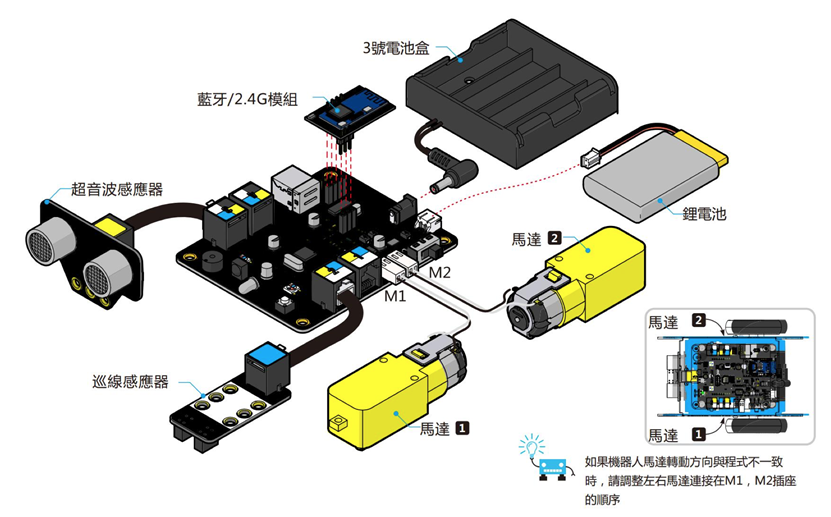 3號電池盒
藍牙/2.4G模組
超音波感應器
鋰電池
馬達 2
M2
M1
馬達 2
巡線感應器
馬達 1
馬達 1
如果機器人馬達轉動方向與程式不一致
時，請調整左右馬達連接在M1，M2插座
的順序